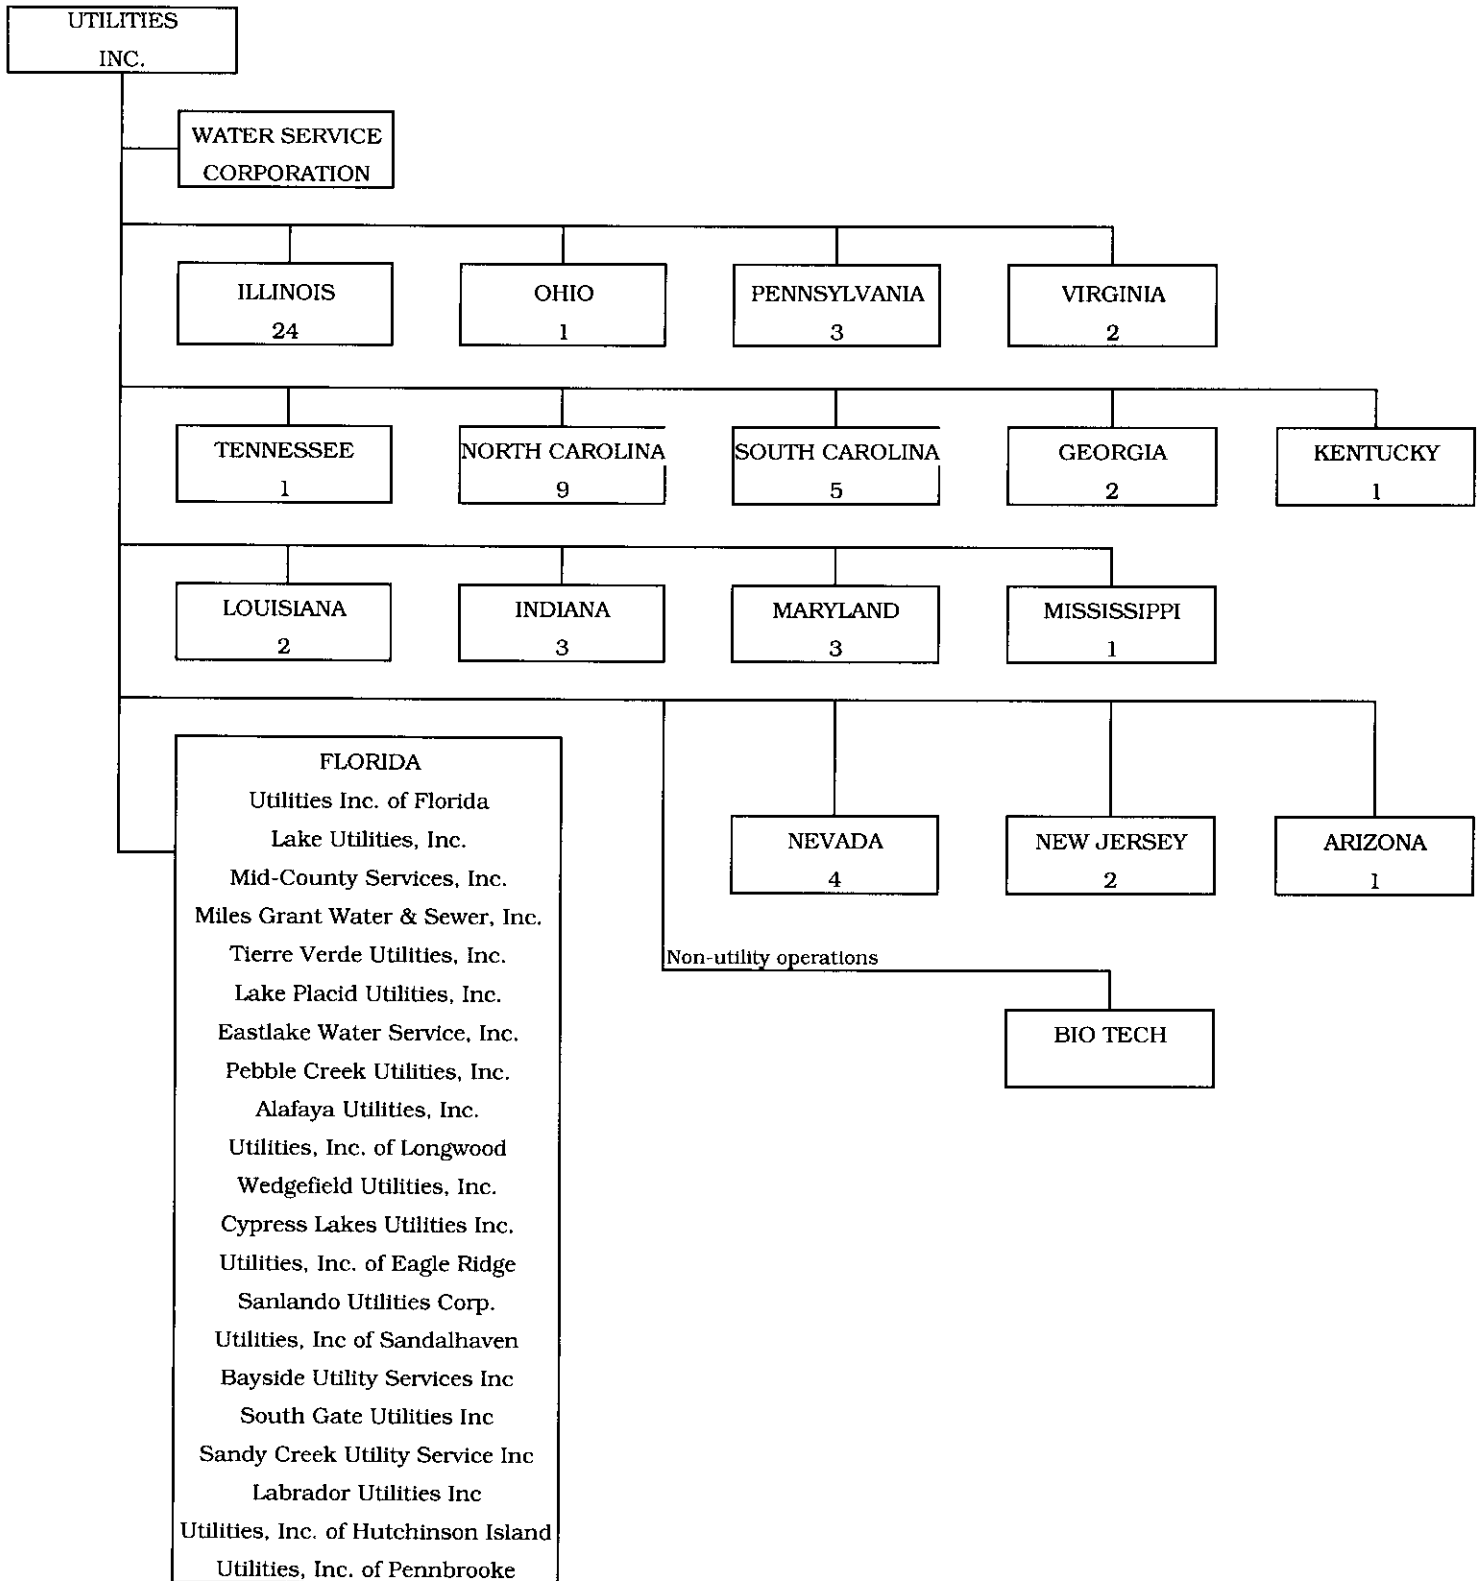 UTILITIES
INC.
WATER SERVICE
CORPORATION
ILLINOIS
24
OHIO
1
PENNSYLVANIA
3
VIRGINIA
2
TENNESSEE
1
NORTH CAROLINA
9
SOUTH CAROLINA
5
GEORGIA
2
KENTUCKY
1
LOUISIANA
2
INDIANA
3
MARYLAND
3
MISSISSIPPI
1
FLORIDA
Utilities Inc. of Florida
Lake Utilities, Inc.
Mid-County Services, Inc.
Miles Grant Water & Sewer, Inc.
Tierre Verde Utilities, Inc.
Lake Placid Utilities, Inc.
Eastlake Water Service, Inc.
Pebble Creek Utilities, Inc.
Alafaya Utilities, Inc.
Utilities, Inc. of Longwood
Wedgefield Utilities, Inc.
Cypress Lakes Utilities Inc.
Utilities, Inc. of Eagle Ridge
Sanlando Utilities Corp.
Utilities, Inc of Sandalhaven
Bayside Utility Services Inc
South Gate Utilities Inc
Sandy Creek Utility Service Inc
Labrador Utilities Inc
Utilities, Inc. of Hutchinson Island
Utilities, Inc. of Pennbrooke
NEVADA
4
NEW JERSEY
2
ARIZONA
1
Non-utility operations
BIO TECH